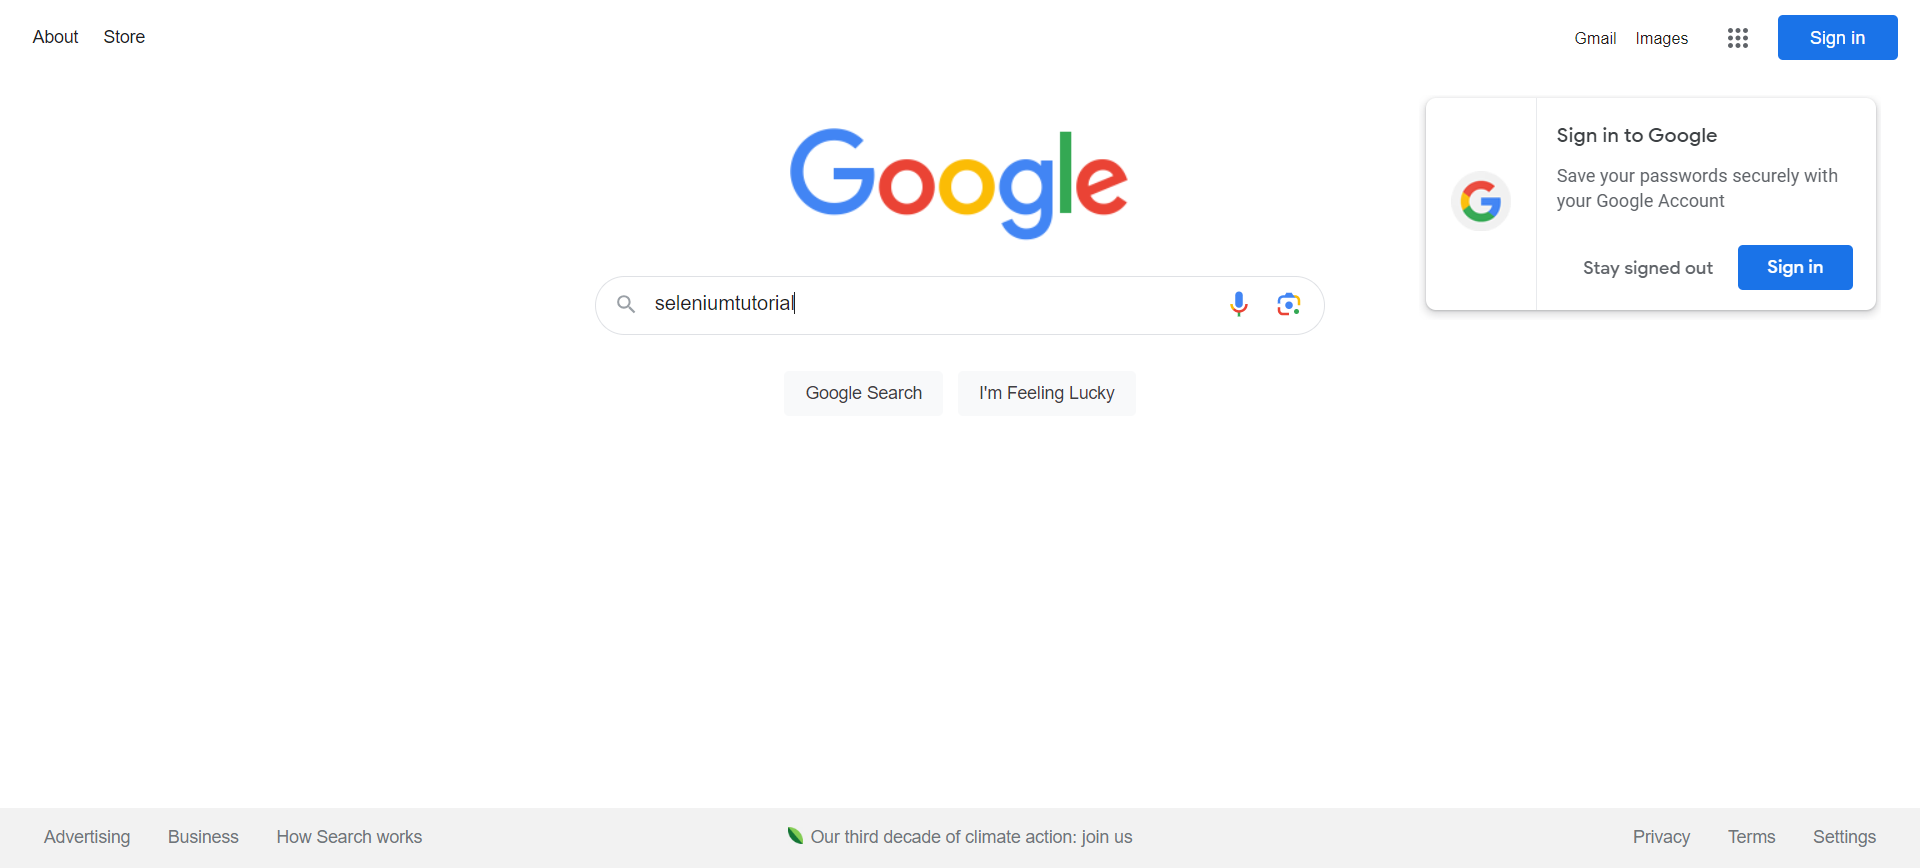 About Store
Gmail Images Sign in
Google
Sign in to Google
Save your passwords securely with
your Google Account
Stay signed out Sign in
seleniumtutorial
Google Search I'm Feeling Lucky
Advertising Business How Search works
Our third decade of climate action: join us
Privacy Terms Settings